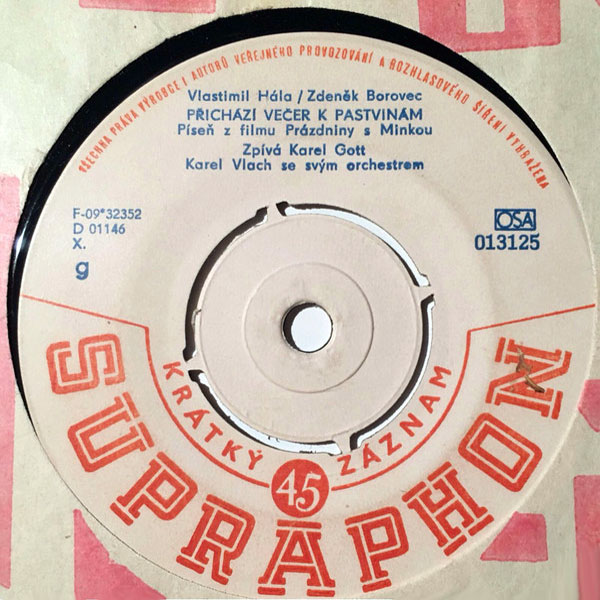 VŠECHNA PRÁVA VÝROBCE I AUTORŮ VEŘEJNÉHO PROVOZOVÁNÍ A ROZHLASOVÉHO ŠÍŘENÍ VYHRAŽENA
Vlastimil Hála / Zdeněk Borovec
PŘICHÁZÍ VEČER K PASTVINÁM
Píseň z filmu Prázdniny s Minkou
Zpívá Karel Gott
Karel Vlach se svým orchestrem
F-09*32352
D 01146
X.
g
OSA
013125
KRÁTKÝ 45 ZÁZNAM
SUPRAPHON